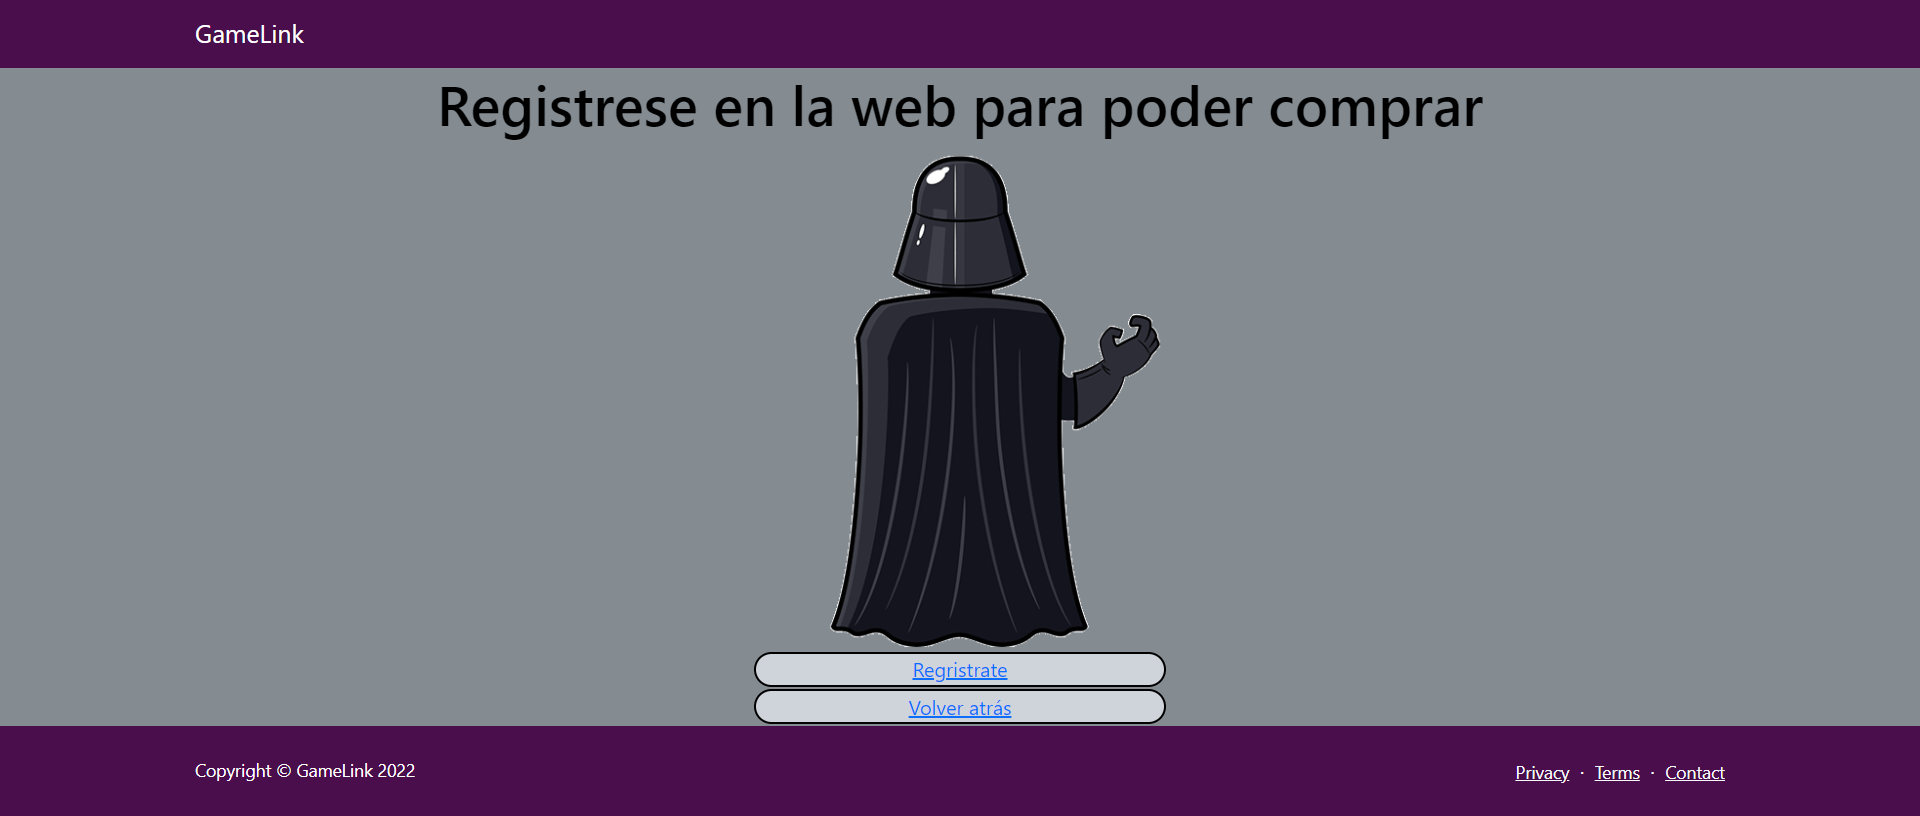 GameLink
Registrese en la web para poder comprar
Regristrate
Volver atrás
Copyright © GameLink 2022
Privacy · Terms · Contact